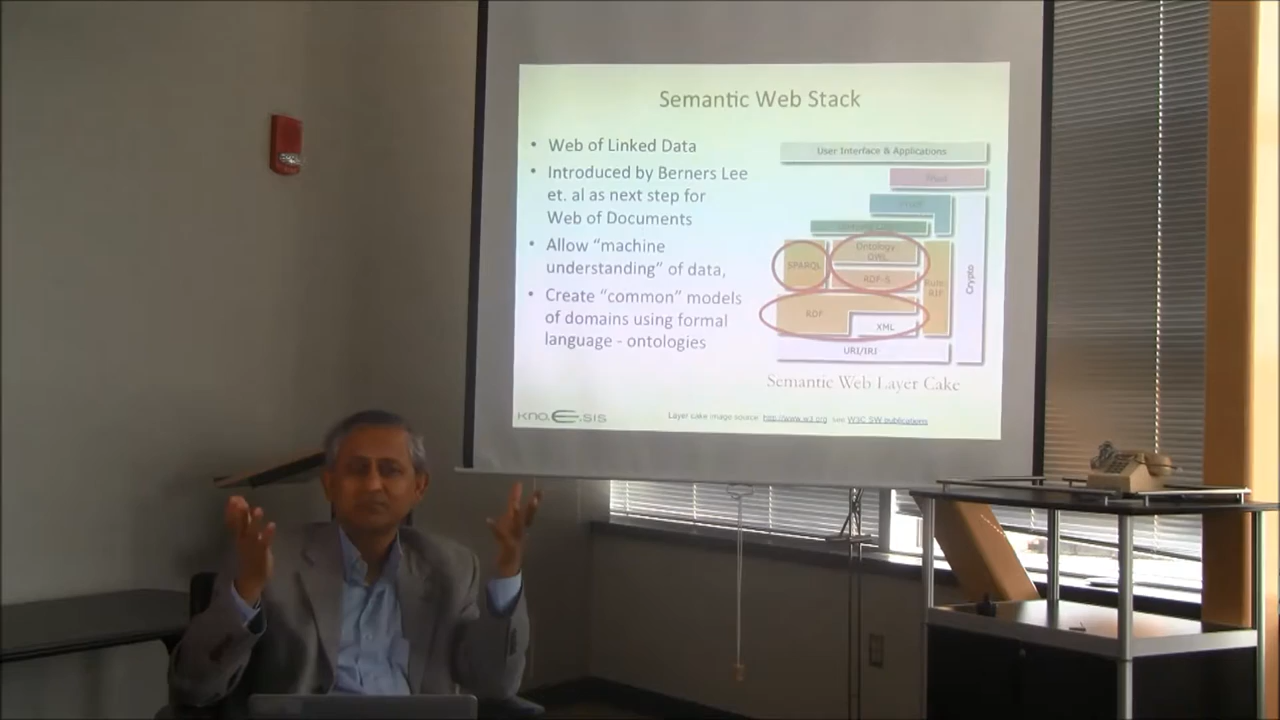 Semantic Web Stack
• Web of Linked Data
• Introduced by Berners Lee
et. al as next step for
Web of Documents
• Allow “machine
understanding” of data,
• Create “common” models
of domains using formal
language - ontologies
User Interface & Applications
Trust
Ontology
OWL
SPARQL
RDF-S
Rule
RIF
Crypto
RDF
XML
URI/IRI
Semantic Web Layer Cake
kno.e.sis
Layer cake image source: http://www.w3.org, see W3C SW publications